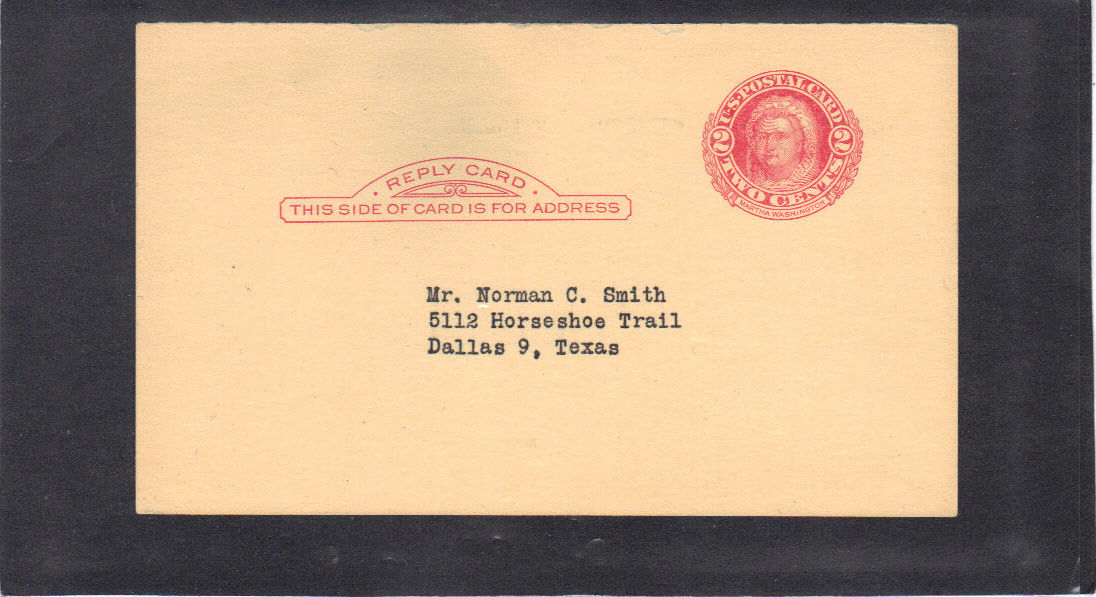 U.S. POSTAL CARD
2 2
TWO CENTS
MARTHA WASHINGTON
· REPLY CARD ·
THIS SIDE OF CARD IS FOR ADDRESS
Mr. Norman C. Smith
5112 Horseshoe Trail
Dallas 9, Texas